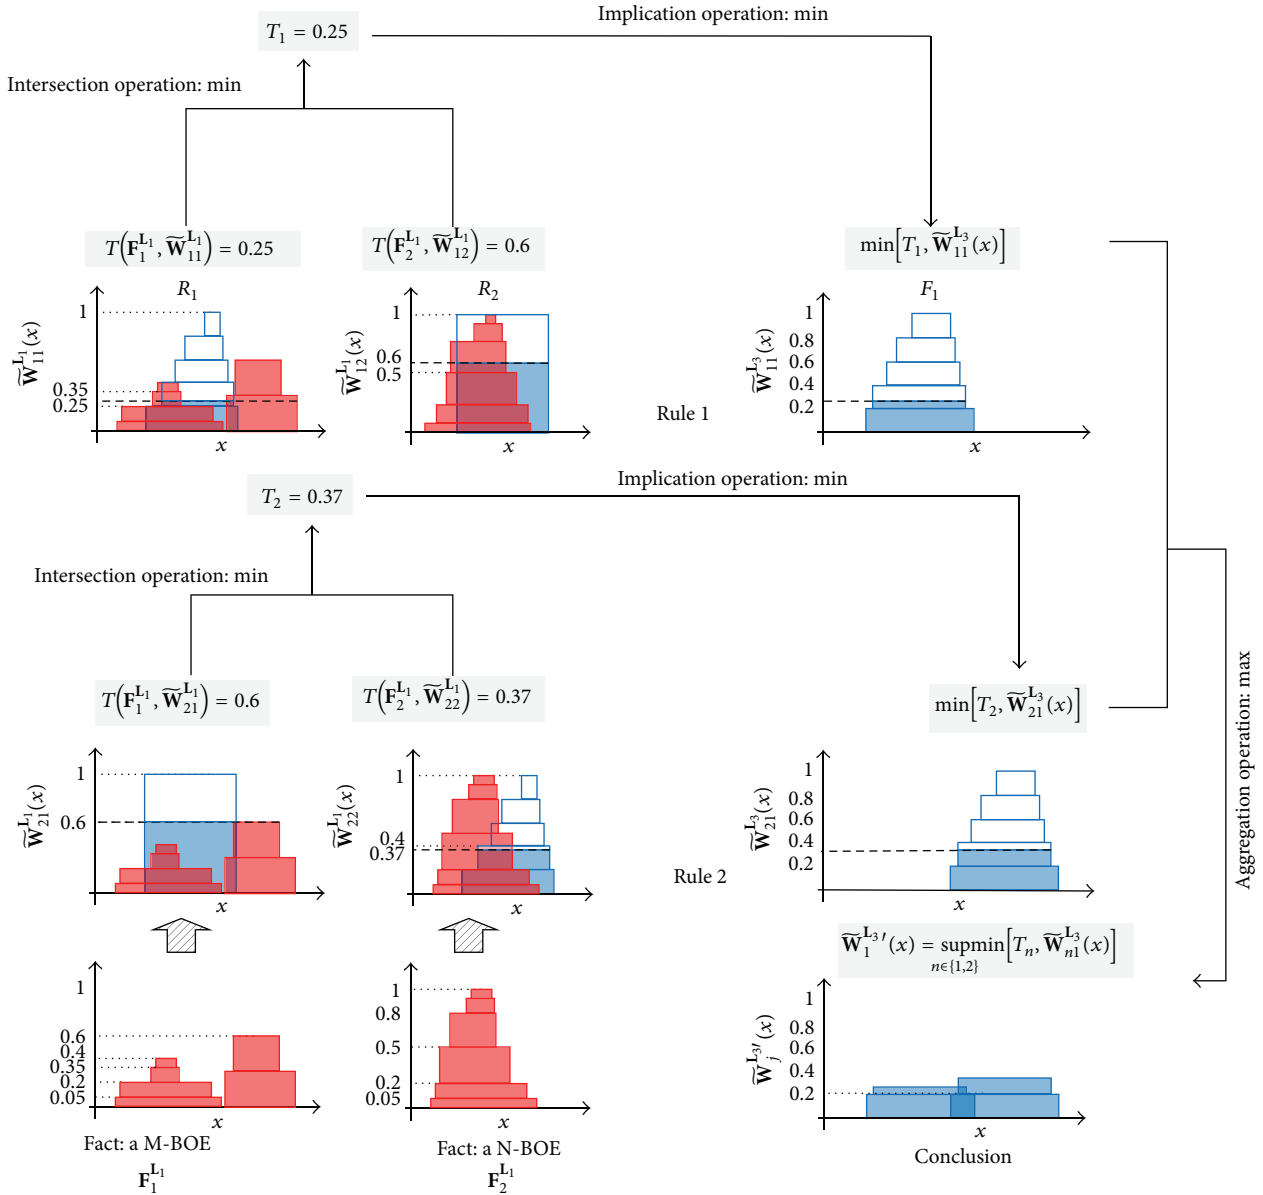 Implication operation: min
T₁ = 0.25
Intersection operation: min
T(F₁^L₁, W̃₁₁^L₁) = 0.25
T(F₂^L₁, W̃₁₂^L₁) = 0.6
min[T₁, W̃₁₁^L₃(x)]
R₁
1
0.35
0.25
W̃₁₁^L₁(x)
x
R₂
1
0.6
0.5
W̃₁₂^L₁(x)
x
Rule 1
F₁
1
0.8
0.6
0.4
0.2
W̃₁₁^L₃(x)
x
Implication operation: min
T₂ = 0.37
Intersection operation: min
T(F₁^L₁, W̃₂₁^L₁) = 0.6
T(F₂^L₁, W̃₂₂^L₁) = 0.37
min[T₂, W̃₂₁^L₃(x)]
Aggregation operation: max
1
0.6
W̃₂₁^L₁(x)
x
1
0.4
0.37
W̃₂₂^L₁(x)
x
Rule 2
1
0.8
0.6
0.4
0.2
W̃₂₁^L₃(x)
x
W̃₁^L₃′(x) = supmin[Tₙ, W̃ₙ₁^L₃(x)]
n∈{1,2}
1
0.6
0.4
0.35
0.2
0.05
x
Fact: a M-BOE
F₁^L₁
1
0.8
0.5
0.2
0.05
x
Fact: a N-BOE
F₂^L₁
1
0.8
0.6
0.4
0.2
W̃ⱼ^L₃′(x)
x
Conclusion